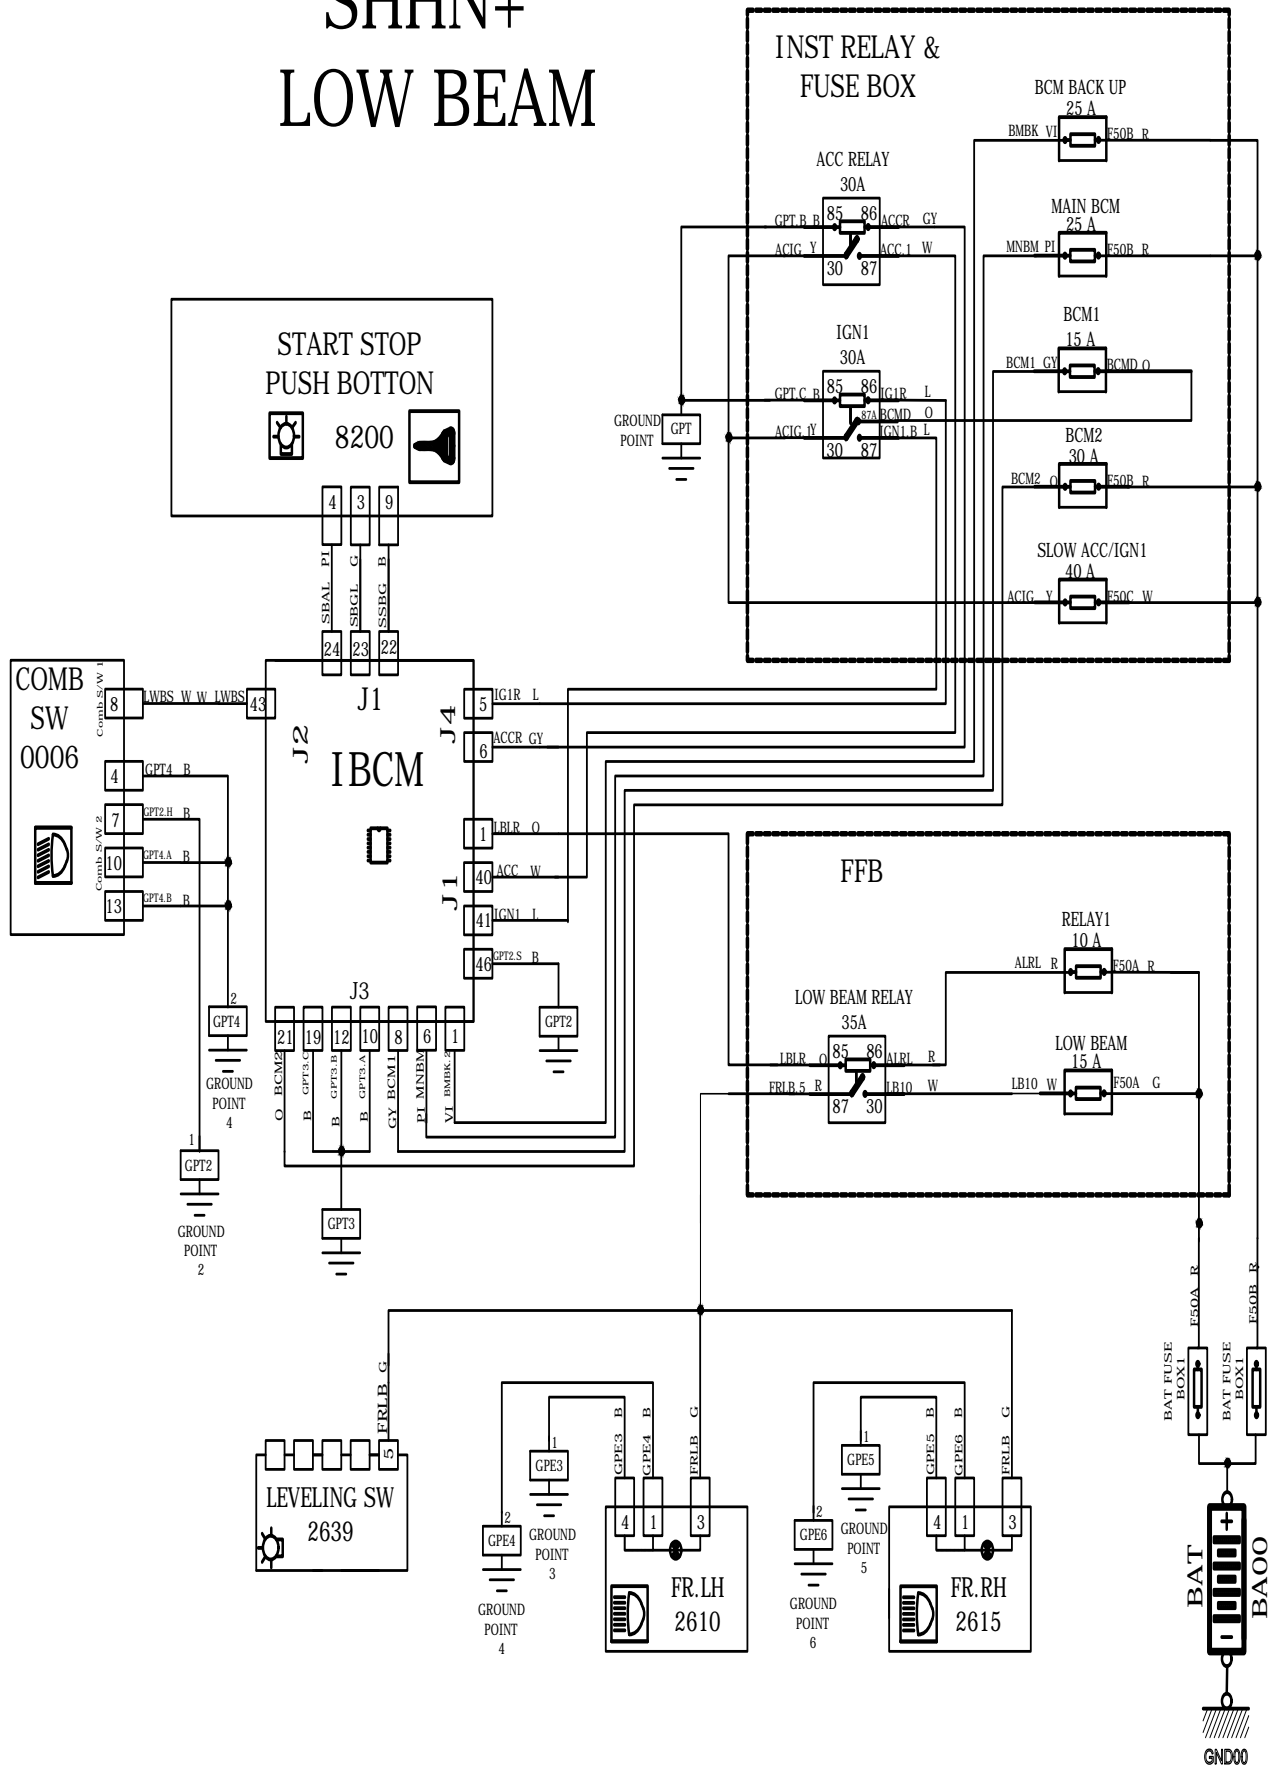 SHHN+
LOW BEAM
INST RELAY &
FUSE BOX
BCM BACK UP
25 A
BMBK VI
F50B R
ACC RELAY
30A
85 86
GPT.B B
ACCR GY
ACIG Y
ACC.1 W
30 87
MAIN BCM
25 A
MNBM PI
F50B R
IGN1
30A
85 86
GPT.C B
IG1R L
87A
BCMD O
ACIG.1Y
IGN1.B L
30 87
GROUND
POINT
GPT
BCM1
15 A
BCM1 GY
BCMD O
BCM2
30 A
BCM2 O
F50B R
SLOW ACC/IGN1
40 A
ACIG Y
F50C W
START STOP
PUSH BOTTON
8200
4 3 9
SBAL PI
SBGL G
SSBG B
24 23 22
COMB
SW
0006
Comb S/W 1
Comb S/W 2
8
LWBS W W LWBS
43
4
GPT4 B
7
GPT2.H B
10
GPT4.A B
13
GPT4.B B
J1
J2
J4
IBCM
5
IG1R L
6
ACCR GY
1
LBLR O
J1
40
ACC W
41
IGN1 L
46
GPT2.S B
J3
21 19 12 10 8 6 1
O BCM2
B GPT3.C
B GPT3.B
B GPT3.A
GY BCM1
PI MNBM
VI BMBK.2
2
GPT4
GROUND
POINT
4
1
GPT2
GROUND
POINT
2
GPT3
GPT2
FFB
RELAY1
10 A
ALRL R
F50A R
LOW BEAM RELAY
35A
85 86
LBLR O
ALRL R
FRLB.5 R
LB10 W
87 30
LOW BEAM
15 A
LB10 W
F50A G
F50A R
F50B R
BAT FUSE
BOX1
BAT FUSE
BOX1
FRLB G
5
LEVELING SW
2639
GPE3 B
GPE4 B
FRLB G
1
GPE3
GROUND
POINT
3
2
GPE4
GROUND
POINT
4
4 1 3
FR.LH
2610
GPE5 B
GPE6 B
FRLB G
1
GPE5
GROUND
POINT
5
2
GPE6
GROUND
POINT
6
4 1 3
FR.RH
2615
+
-
BAT
BA00
GND00